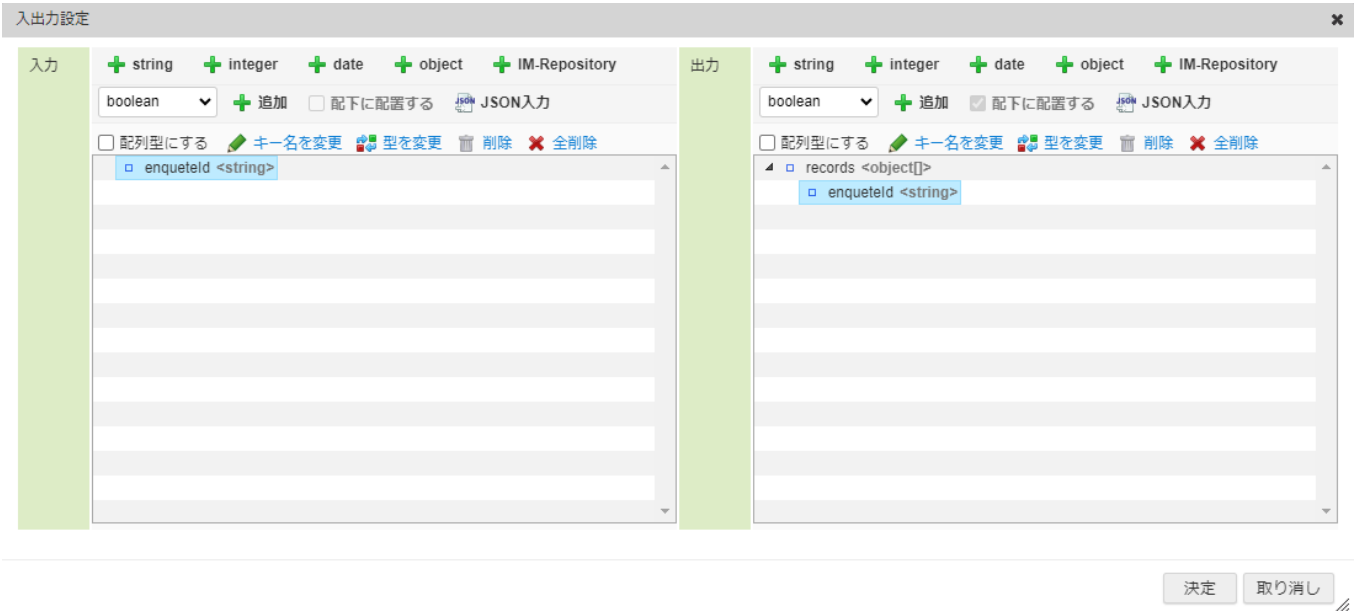 入出力設定
入力
string integer date object IM-Repository
boolean 追加 配下に配置する JSON入力
配列型にする キー名を変更 型を変更 削除 全削除
enqueteId <string>
出力
string integer date object IM-Repository
boolean 追加 配下に配置する JSON入力
配列型にする キー名を変更 型を変更 削除 全削除
records <object[]>
enqueteId <string>
決定 取り消し